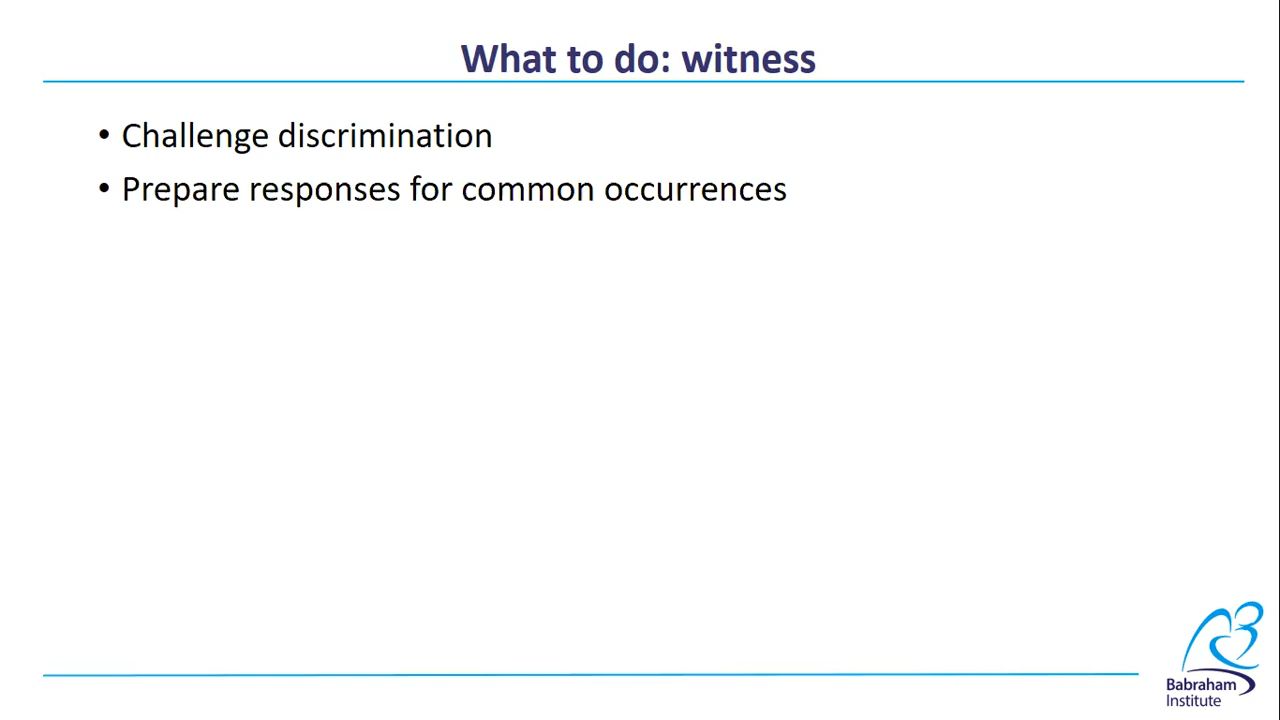 What to do: witness
• Challenge discrimination
• Prepare responses for common occurrences
Babraham
Institute